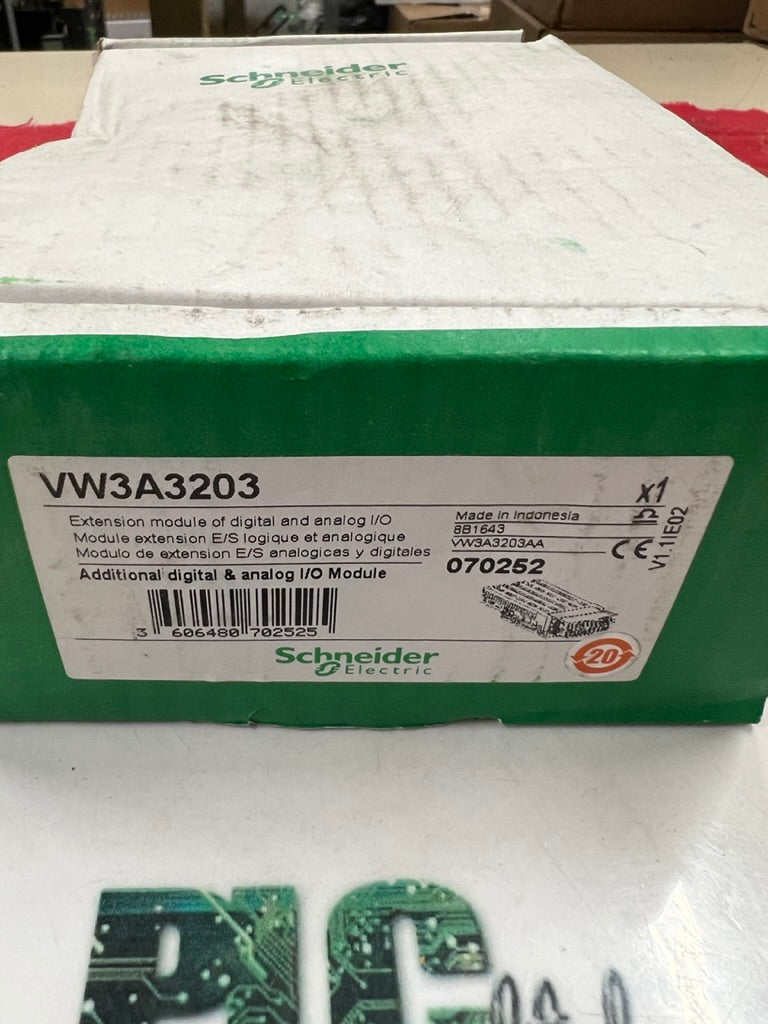 Schneider
Electric
VW3A3203
x1
Extension module of digital and analog I/O
Module extension E/S logique et analogique
Modulo de extension E/S analogicas y digitales
Additional digital & analog I/O Module
Made in Indonesia
8B1643
VW3A3203AA
070252
CE
V1.1IE02
3 606480 702525
Schneider
Electric
20